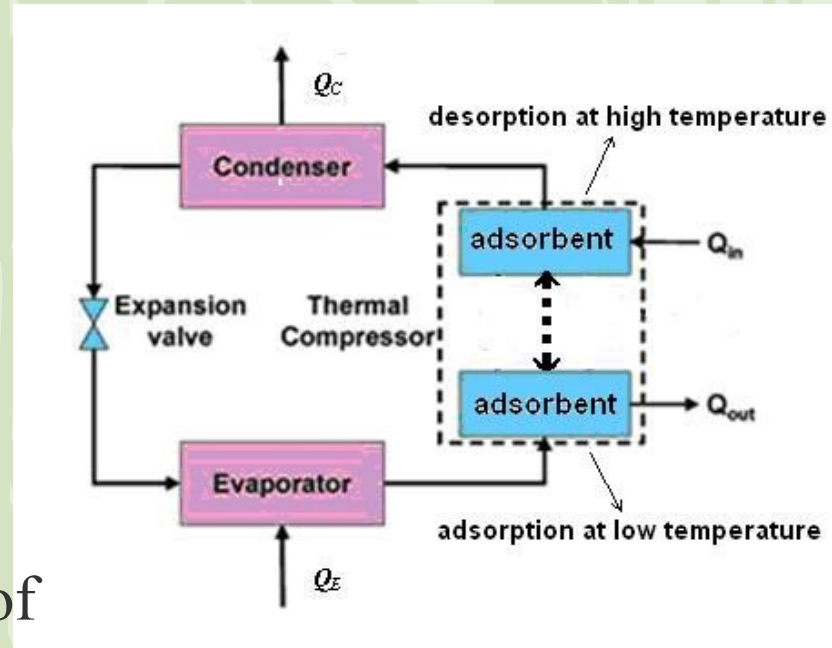 Qc
desorption at high temperature
Condenser
adsorbent
Qin
Expansion
valve
Thermal
Compressor
adsorbent
Qout
Evaporator
adsorption at low temperature
QE
of